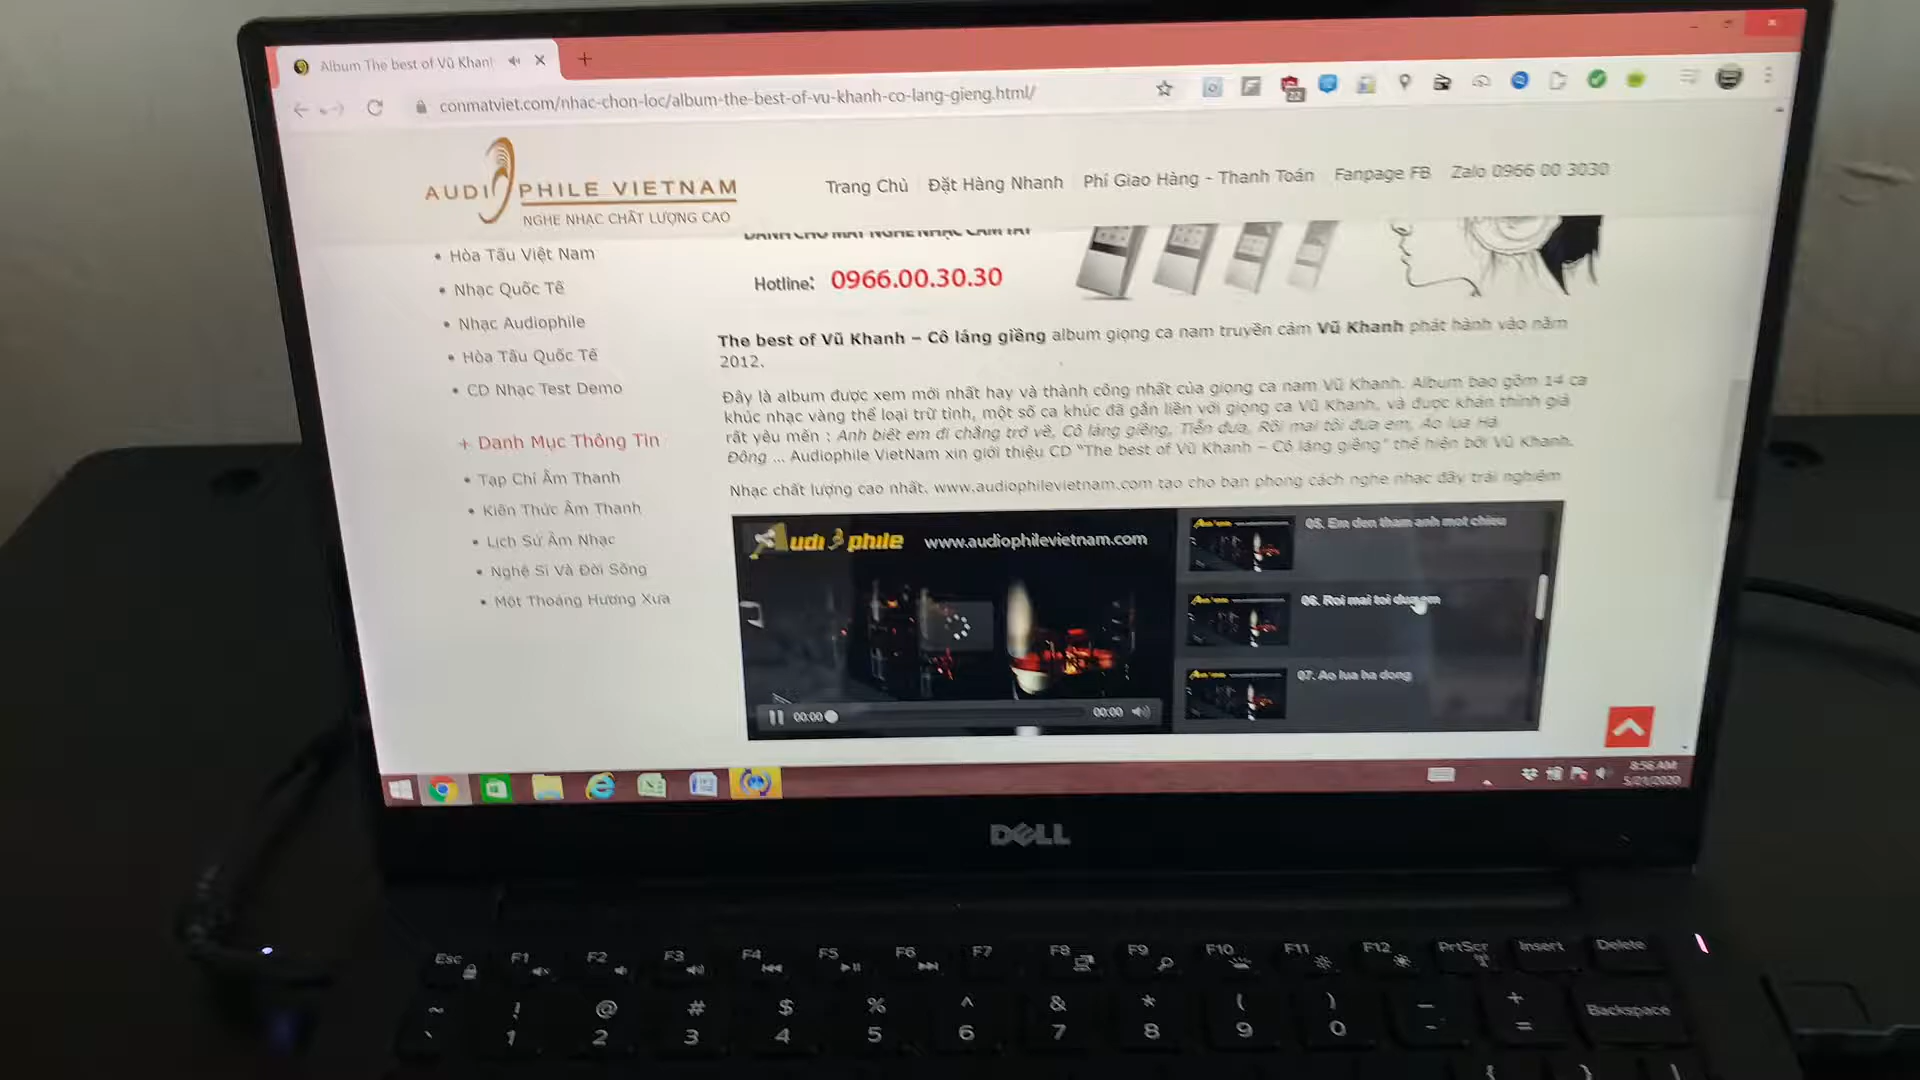 Album The best of Vũ Khanh
conmatviet.com/nhac-chon-loc/album-the-best-of-vu-khanh-co-lang-gieng.html/
AUDIOPHILE VIETNAM
NGHE NHẠC CHẤT LƯỢNG CAO
Trang Chủ Đặt Hàng Nhanh Phí Giao Hàng - Thanh Toán Fanpage FB Zalo 0966 00 3030
DÀNH CHO MÁY NGHE NHẠC CẦM TAY
Hotline: 0966.00.30.30
• Hòa Tấu Việt Nam
• Nhạc Quốc Tế
• Nhạc Audiophile
• Hòa Tấu Quốc Tế
• CD Nhạc Test Demo
+ Danh Mục Thông Tin
• Tạp Chí Âm Thanh
• Kiến Thức Âm Thanh
• Lịch Sử Âm Nhạc
• Nghệ Sĩ Và Đời Sống
• Một Thoáng Hương Xưa
The best of Vũ Khanh – Cô láng giềng album giọng ca nam truyền cảm Vũ Khanh phát hành vào năm
2012.
Đây là album được xem mới nhất hay và thành công nhất của giọng ca nam Vũ Khanh. Album bao gồm 14 ca
khúc nhạc vàng thể loại trữ tình, một số ca khúc đã gắn liền với giọng ca Vũ Khanh, và được khán thính giả
rất yêu mến : Anh biết em đi chẳng trở về, Cô láng giềng, Tiễn đưa, Rồi mai tôi đưa em, Áo lụa Hà
Đông ... Audiophile VietNam xin giới thiệu CD "The best of Vũ Khanh – Cô láng giềng" thể hiện bởi Vũ Khanh.
Nhạc chất lượng cao nhất. www.audiophilevietnam.com tạo cho bạn phong cách nghe nhạc đầy trải nghiệm
Audiophile www.audiophilevietnam.com
00:00 00:00
05. Em den tham anh mot chieu
06. Roi mai toi dua em
07. Ao lua ha dong
8:56 AM
5/21/2020
DELL
Esc F1 F2 F3 F4 F5 F6 F7 F8 F9 F10 F11 F12 PrtScr Insert Delete
~ ! @ # $ % ^ & * ( ) _ + Backspace
` 1 2 3 4 5 6 7 8 9 0 - =
{ } |